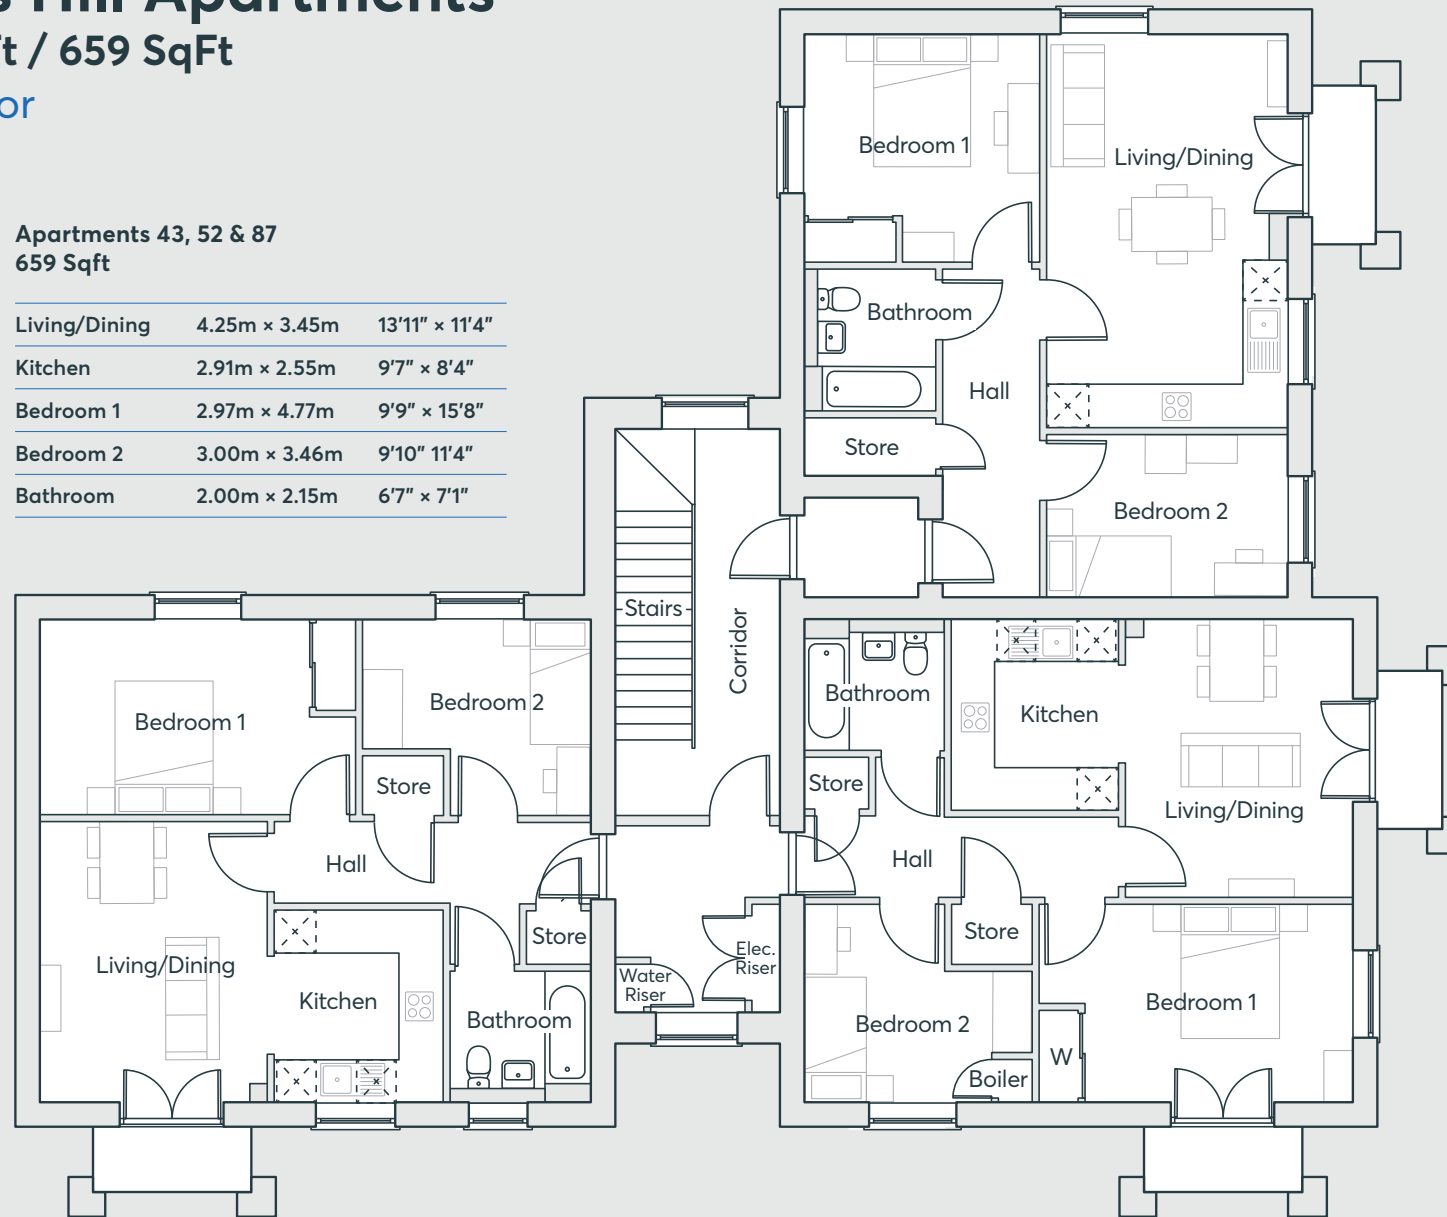 Apartments
/ 659 SqFt
Apartments 43, 52 & 87
659 Sqft
Living/Dining 4.25m × 3.45m 13'11" × 11'4"
Kitchen 2.91m × 2.55m 9'7" × 8'4"
Bedroom 1 2.97m × 4.77m 9'9" × 15'8"
Bedroom 2 3.00m × 3.46m 9'10" 11'4"
Bathroom 2.00m × 2.15m 6'7" × 7'1"
Bedroom 1
Living/Dining
Bathroom
Hall
Store
Bedroom 2
Stairs
Corridor
Bedroom 1
Bedroom 2
Store
Hall
Living/Dining
Kitchen
Store
Bathroom
Water
Riser
Elec.
Riser
Bathroom
Kitchen
Store
Living/Dining
Hall
Store
Bedroom 2
Bedroom 1
W
Boiler